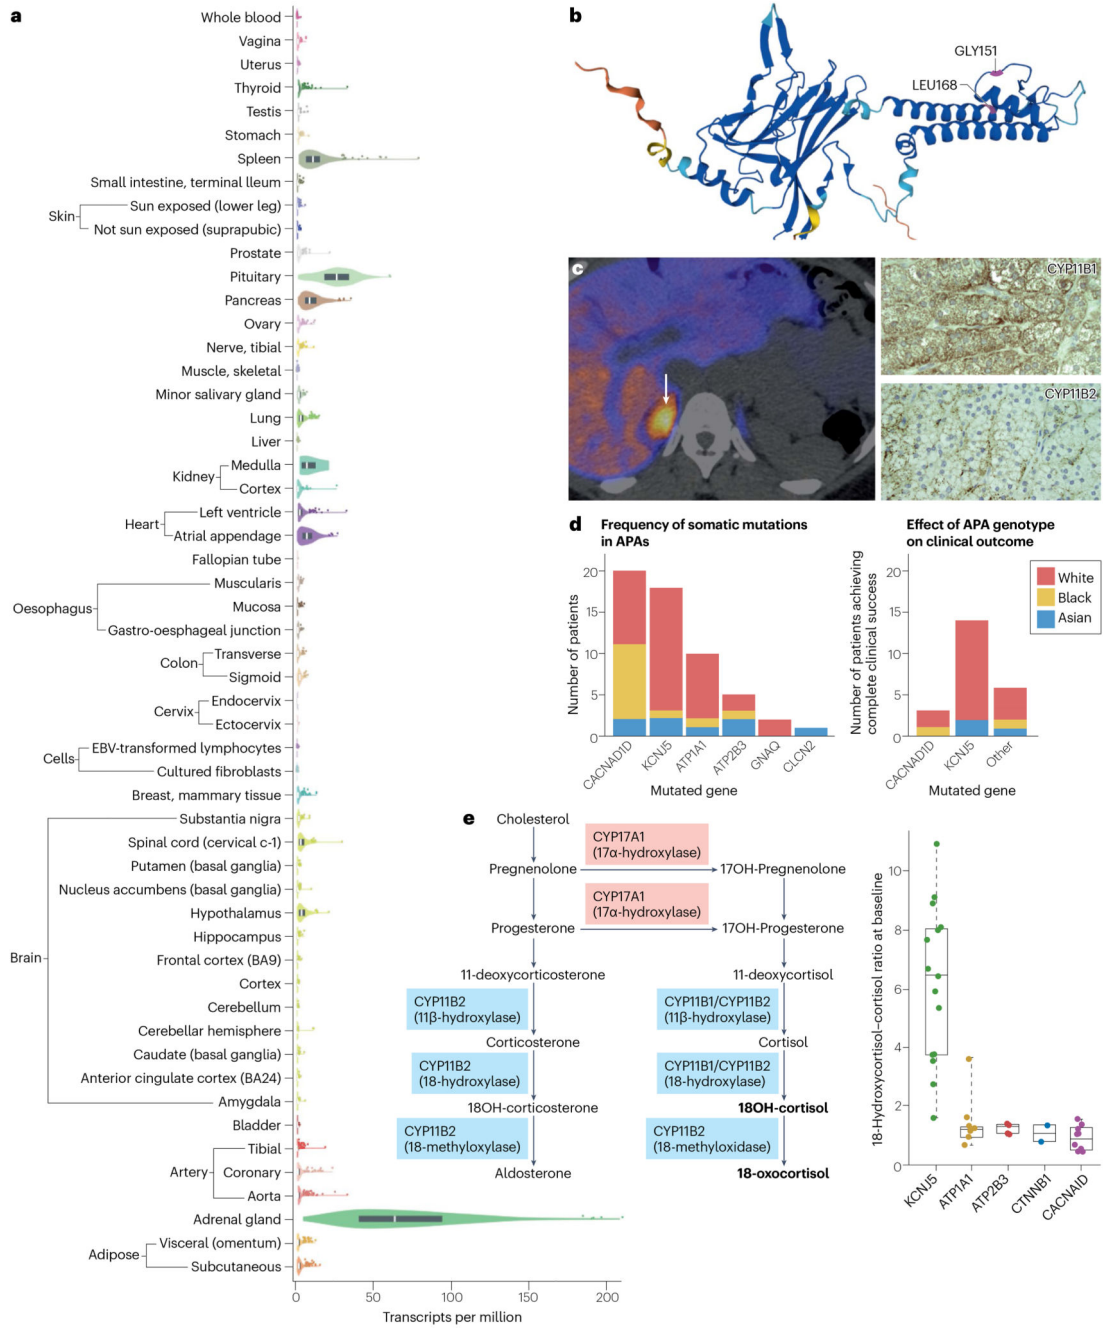 a
Whole blood
Vagina
Uterus
Thyroid
Testis
Stomach
Spleen
Small intestine, terminal Ileum
Skin
Sun exposed (lower leg)
Not sun exposed (suprapubic)
Prostate
Pituitary
Pancreas
Ovary
Nerve, tibial
Muscle, skeletal
Minor salivary gland
Lung
Liver
Kidney
Medulla
Cortex
Heart
Left ventricle
Atrial appendage
Fallopian tube
Oesophagus
Muscularis
Mucosa
Gastro-oesphageal junction
Colon
Transverse
Sigmoid
Cervix
Endocervix
Ectocervix
Cells
EBV-transformed lymphocytes
Cultured fibroblasts
Breast, mammary tissue
Brain
Substantia nigra
Spinal cord (cervical c-1)
Putamen (basal ganglia)
Nucleus accumbens (basal ganglia)
Hypothalamus
Hippocampus
Frontal cortex (BA9)
Cortex
Cerebellum
Cerebellar hemisphere
Caudate (basal ganglia)
Anterior cingulate cortex (BA24)
Amygdala
Bladder
Artery
Tibial
Coronary
Aorta
Adrenal gland
Adipose
Visceral (omentum)
Subcutaneous
0 50 100 150 200
Transcripts per million
b
GLY151
LEU168
c
CYP11B1
CYP11B2
d
Frequency of somatic mutations
in APAs
Number of patients
20
15
10
5
0
CACNAD1D
KCNJ5
ATP1A1
ATP2B3
GNAQ
CLCN2
Mutated gene
Effect of APA genotype
on clinical outcome
Number of patients achieving
complete clinical success
20
15
10
5
0
CACNAD1D
KCNJ5
Other
Mutated gene
White
Black
Asian
e
Cholesterol
CYP17A1
(17α-hydroxylase)
Pregnenolone
17OH-Pregnenolone
CYP17A1
(17α-hydroxylase)
Progesterone
17OH-Progesterone
11-deoxycorticosterone
11-deoxycortisol
CYP11B2
(11β-hydroxylase)
CYP11B1/CYP11B2
(11β-hydroxylase)
Corticosterone
Cortisol
CYP11B2
(18-hydroxylase)
CYP11B1/CYP11B2
(18-hydroxylase)
18OH-corticosterone
18OH-cortisol
CYP11B2
(18-methyloxylase)
CYP11B2
(18-methyloxidase)
Aldosterone
18-oxocortisol
18-Hydroxycortisol–cortisol ratio at baseline
10
8
6
4
2
0
KCNJ5
ATP1A1
ATP2B3
CTNNB1
CACNAID